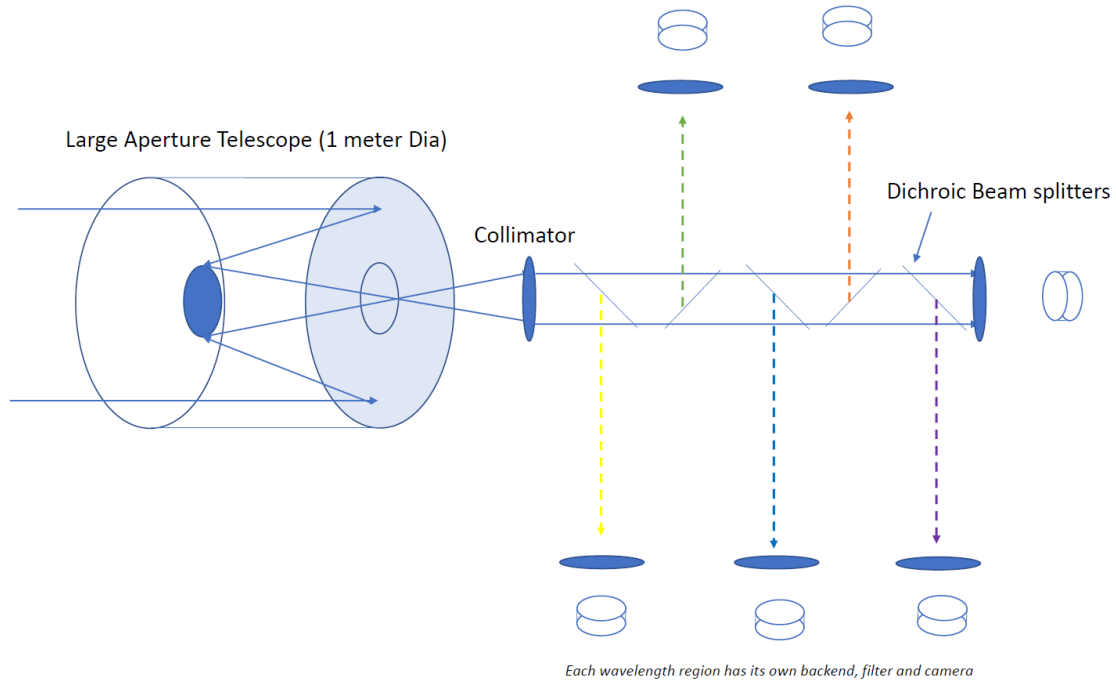 Large Aperture Telescope (1 meter Dia)
Dichroic Beam splitters
Collimator
Each wavelength region has its own backend, filter and camera